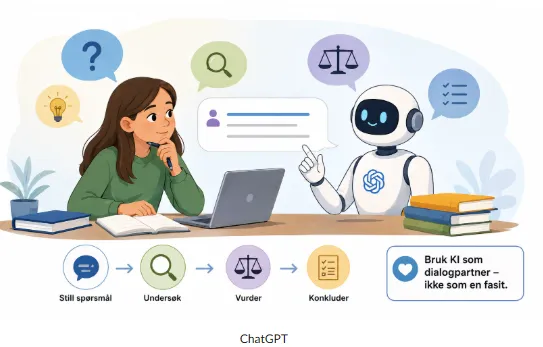 ?
Still spørsmål
Undersøk
Vurder
Konkluder
Bruk KI som
dialogpartner –
ikke som en fasit.
ChatGPT